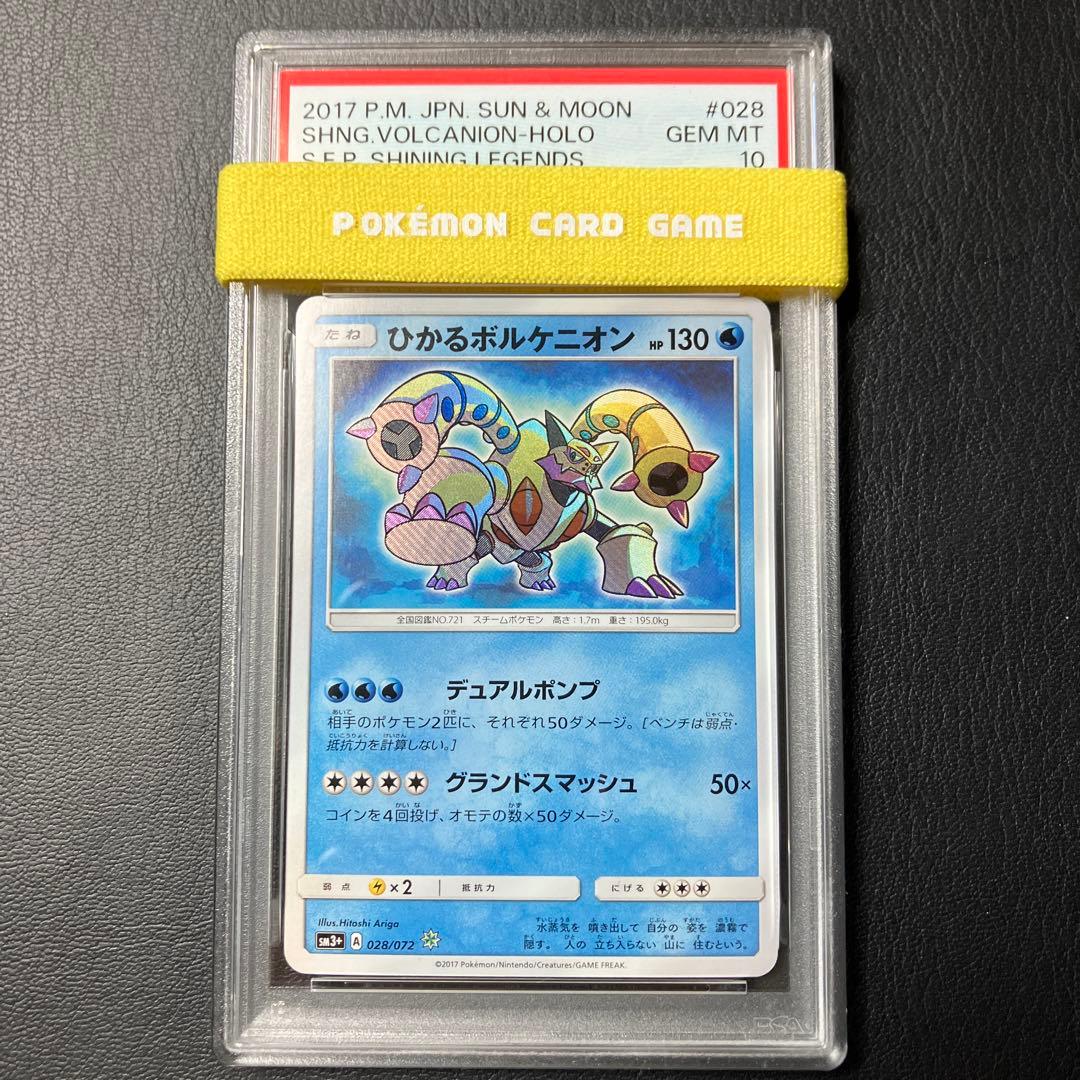 2017 P.M. JPN. SUN & MOON #028
SHNG.VOLCANION-HOLO GEM MT
S.E.P. SHINING LEGENDS 10
POKÉMON CARD GAME
たね ひかるボルケニオン HP 130
全国図鑑NO.721 スチームポケモン 高さ:1.7m 重さ:195.0kg
デュアルポンプ
相手のポケモン2匹に、それぞれ50ダメージ。[ベンチは弱点・
抵抗力を計算しない。]
グランドスマッシュ 50×
コインを4回投げ、オモテの数×50ダメージ。
弱点 ×2 抵抗力 にげる
Illus.Hitoshi Ariga
水蒸気を 噴き出して 自分の 姿を 濃霧で
隠す。 人の 立ち入らない 山に 住むという。
SM3+ A 028/072
©2017 Pokémon/Nintendo/Creatures/GAME FREAK.
PSA